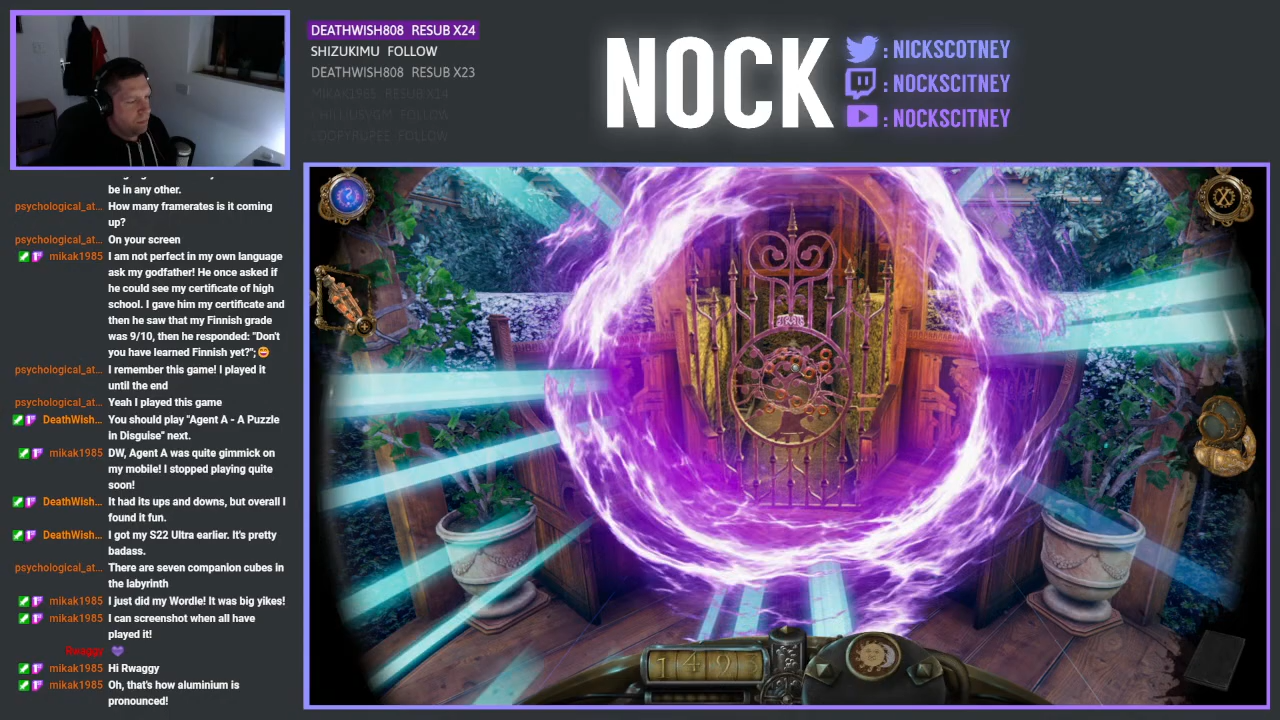 DEATHWISH808 RESUB X24
SHIZUKIMU FOLLOW
DEATHWISH808 RESUB X23
MIKAK1985 RESUB X14
LOOPYRUPEE FOLLOW
NOCK
: NICKSCOTNEY
: NOCKSCITNEY
: NOCKSCITNEY
be in any other.
psychological_at... How many framerates is it coming
up?
psychological_at... On your screen
mikak1985 I am not perfect in my own language
ask my godfather! He once asked if
he could see my certificate of high
school. I gave him my certificate and
then he saw that my Finnish grade
was 9/10, then he responded: "Don't
you have learned Finnish yet?";😄
psychological_at... I remember this game! I played it
until the end
psychological_at... Yeah I played this game
DeathWish... You should play "Agent A - A Puzzle
in Disguise" next.
mikak1985 DW, Agent A was quite gimmick on
my mobile! I stopped playing quite
soon!
DeathWish... It had its ups and downs, but overall I
found it fun.
DeathWish... I got my S22 Ultra earlier. It's pretty
badass.
psychological_at... There are seven companion cubes in
the labyrinth
mikak1985 I just did my Wordle! It was big yikes!
mikak1985 I can screenshot when all have
played it!
Rwaggy 💜
mikak1985 Hi Rwaggy
mikak1985 Oh, that's how aluminium is
pronounced!
1 4 9